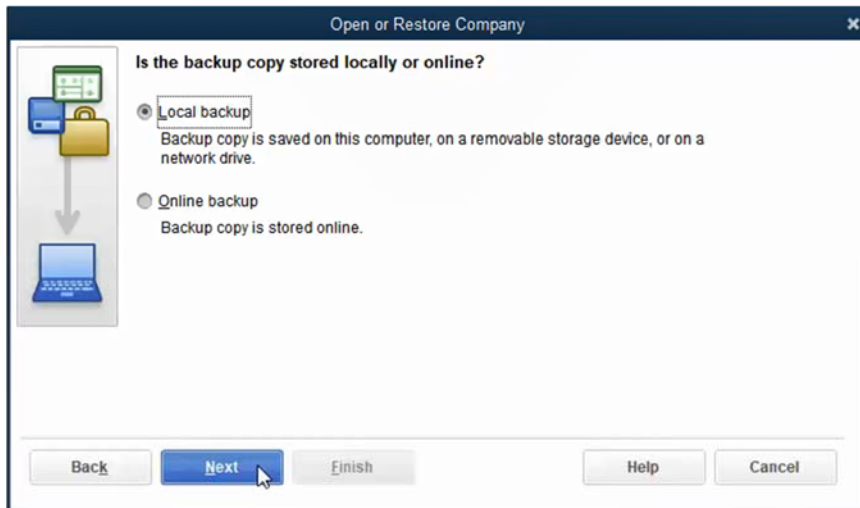 Open or Restore Company
Is the backup copy stored locally or online?
Local backup
Backup copy is saved on this computer, on a removable storage device, or on a
network drive.
Online backup
Backup copy is stored online.
Back Next Finish Help Cancel